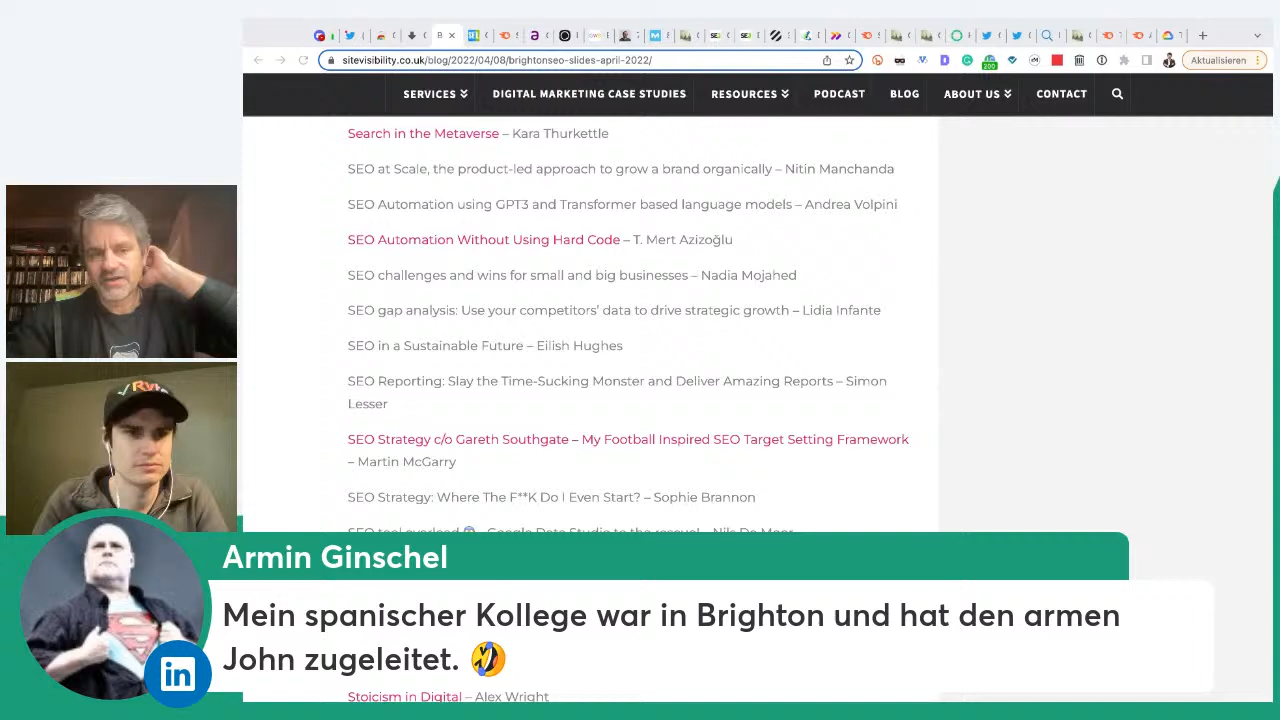 sitevisibility.co.uk/blog/2022/04/08/brightonseo-slides-april-2022/
Aktualisieren
SERVICES
DIGITAL MARKETING CASE STUDIES
RESOURCES
PODCAST
BLOG
ABOUT US
CONTACT
Search in the Metaverse – Kara Thurkettle
SEO at Scale, the product-led approach to grow a brand organically – Nitin Manchanda
SEO Automation using GPT3 and Transformer based language models – Andrea Volpini
SEO Automation Without Using Hard Code – T. Mert Azizoğlu
SEO challenges and wins for small and big businesses – Nadia Mojahed
SEO gap analysis: Use your competitors’ data to drive strategic growth – Lidia Infante
SEO in a Sustainable Future – Eilish Hughes
SEO Reporting: Slay the Time-Sucking Monster and Deliver Amazing Reports – Simon
Lesser
SEO Strategy c/o Gareth Southgate – My Football Inspired SEO Target Setting Framework
– Martin McGarry
SEO Strategy: Where The F**K Do I Even Start? – Sophie Brannon
Armin Ginschel
Mein spanischer Kollege war in Brighton und hat den armen
John zugeleitet. 🤣
in
Stoicism in Digital – Alex Wright